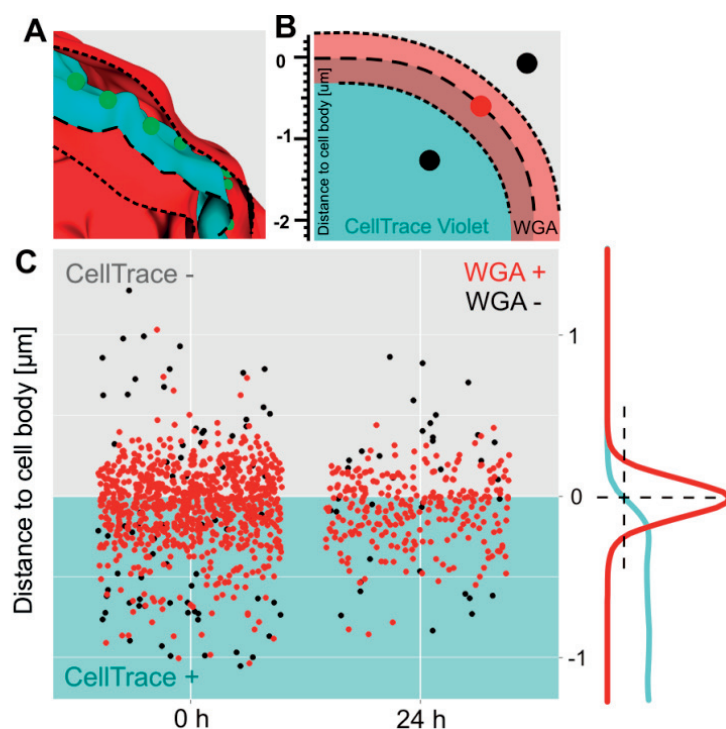 A
B
0
-1
-2
Distance to cell body [µm]
CellTrace Violet
WGA
C
CellTrace -
WGA +
WGA -
Distance to cell body [µm]
1
0
-1
CellTrace +
0 h
24 h